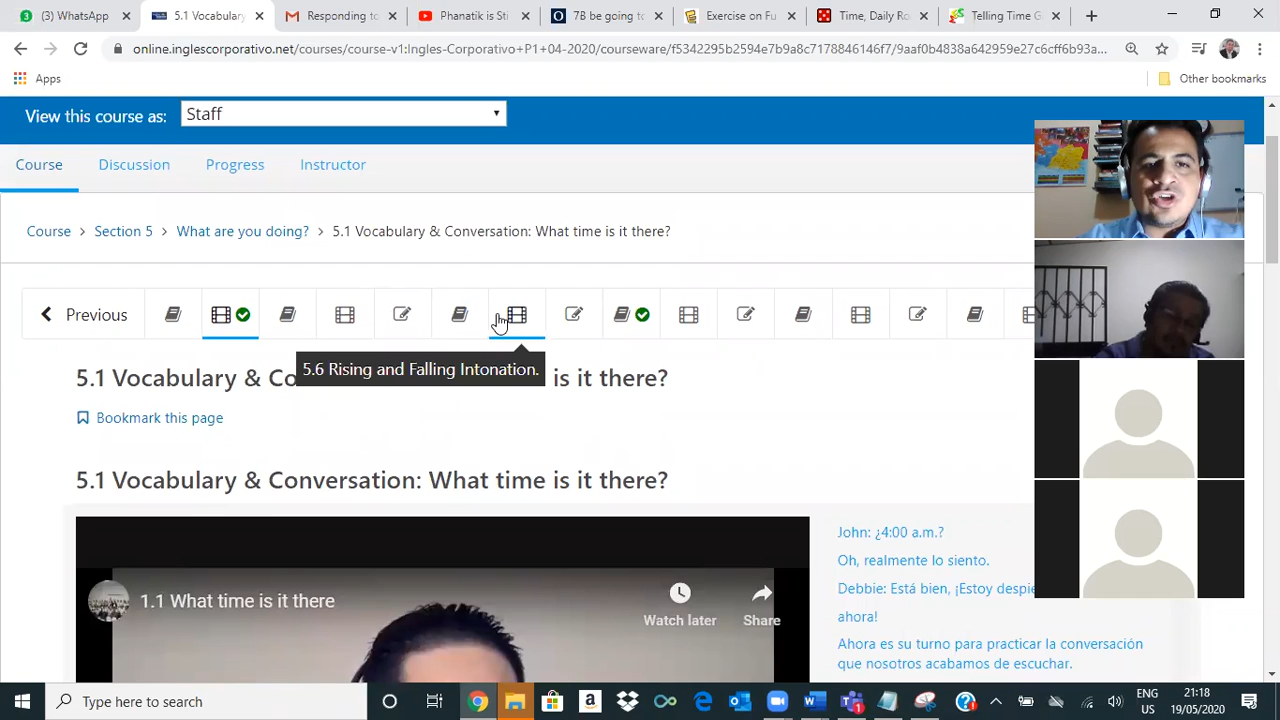 (3) WhatsApp
5.1 Vocabulary
Responding to
Phanatik is Sti
7B be going to
Exercise on Fu
Time, Daily Ro
Telling Time G
online.inglescorporativo.net/courses/course-v1:Ingles-Corporativo+P1+04-2020/courseware/f5342295b2594e7b9a8c7178846146f7/9aaf0b4838a642959e27c6cff6b93a...
Apps
Other bookmarks
View this course as:
Staff
Course
Discussion
Progress
Instructor
Course > Section 5 > What are you doing? > 5.1 Vocabulary & Conversation: What time is it there?
Previous
5.6 Rising and Falling Intonation.
5.1 Vocabulary & Co is it there?
Bookmark this page
5.1 Vocabulary & Conversation: What time is it there?
1.1 What time is it there
Watch later
Share
John: ¿4:00 a.m.?
Oh, realmente lo siento.
Debbie: Está bien, ¡Estoy despie
ahora!
Ahora es su turno para practicar la conversación
que nosotros acabamos de escuchar.
Type here to search
ENG
US
21:18
19/05/2020